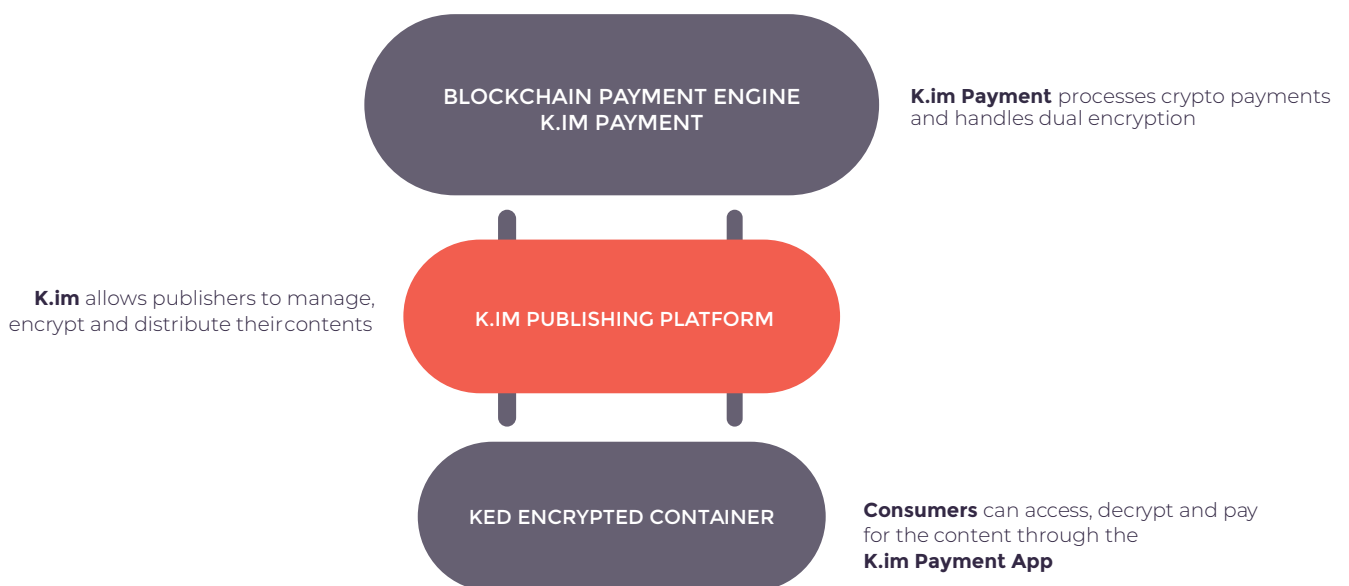 BLOCKCHAIN PAYMENT ENGINE
K.IM PAYMENT
K.im Payment processes crypto payments
and handles dual encryption
K.im allows publishers to manage,
encrypt and distribute their contents
K.IM PUBLISHING PLATFORM
KED ENCRYPTED CONTAINER
Consumers can access, decrypt and pay
for the content through the
K.im Payment App